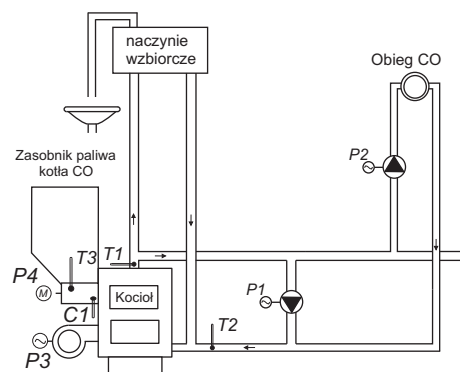 naczynie
wzbiorcze
Obieg CO
P2
Zasobnik paliwa
kotła CO
T3
T1
P4
M
Kocioł
P1
C1
T2
P3